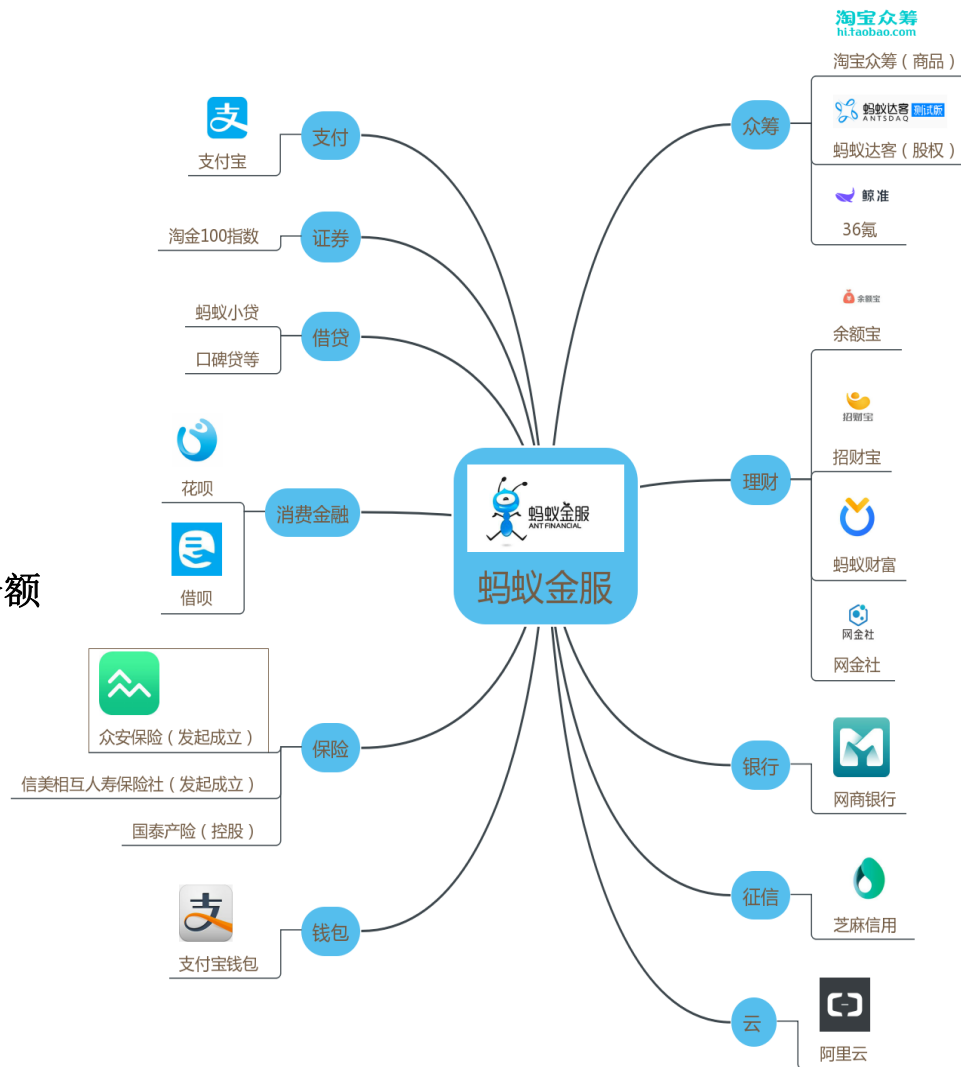 淘宝众筹
hi.taobao.com
淘宝众筹（商品）
蚂蚁达客 测试版
ANTSDAQ
蚂蚁达客（股权）
鲸准
36氪
众筹
支付
支付宝
证券
淘金100指数
借贷
蚂蚁小贷
口碑贷等
消费金融
花呗
借呗
额
蚂蚁金服
ANT FINANCIAL
蚂蚁金服
理财
余额宝
余额宝
招财宝
招财宝
蚂蚁财富
网金社
网金社
保险
众安保险（发起成立）
信美相互人寿保险社（发起成立）
国泰产险（控股）
银行
网商银行
征信
芝麻信用
钱包
支
支付宝钱包
云
阿里云
支